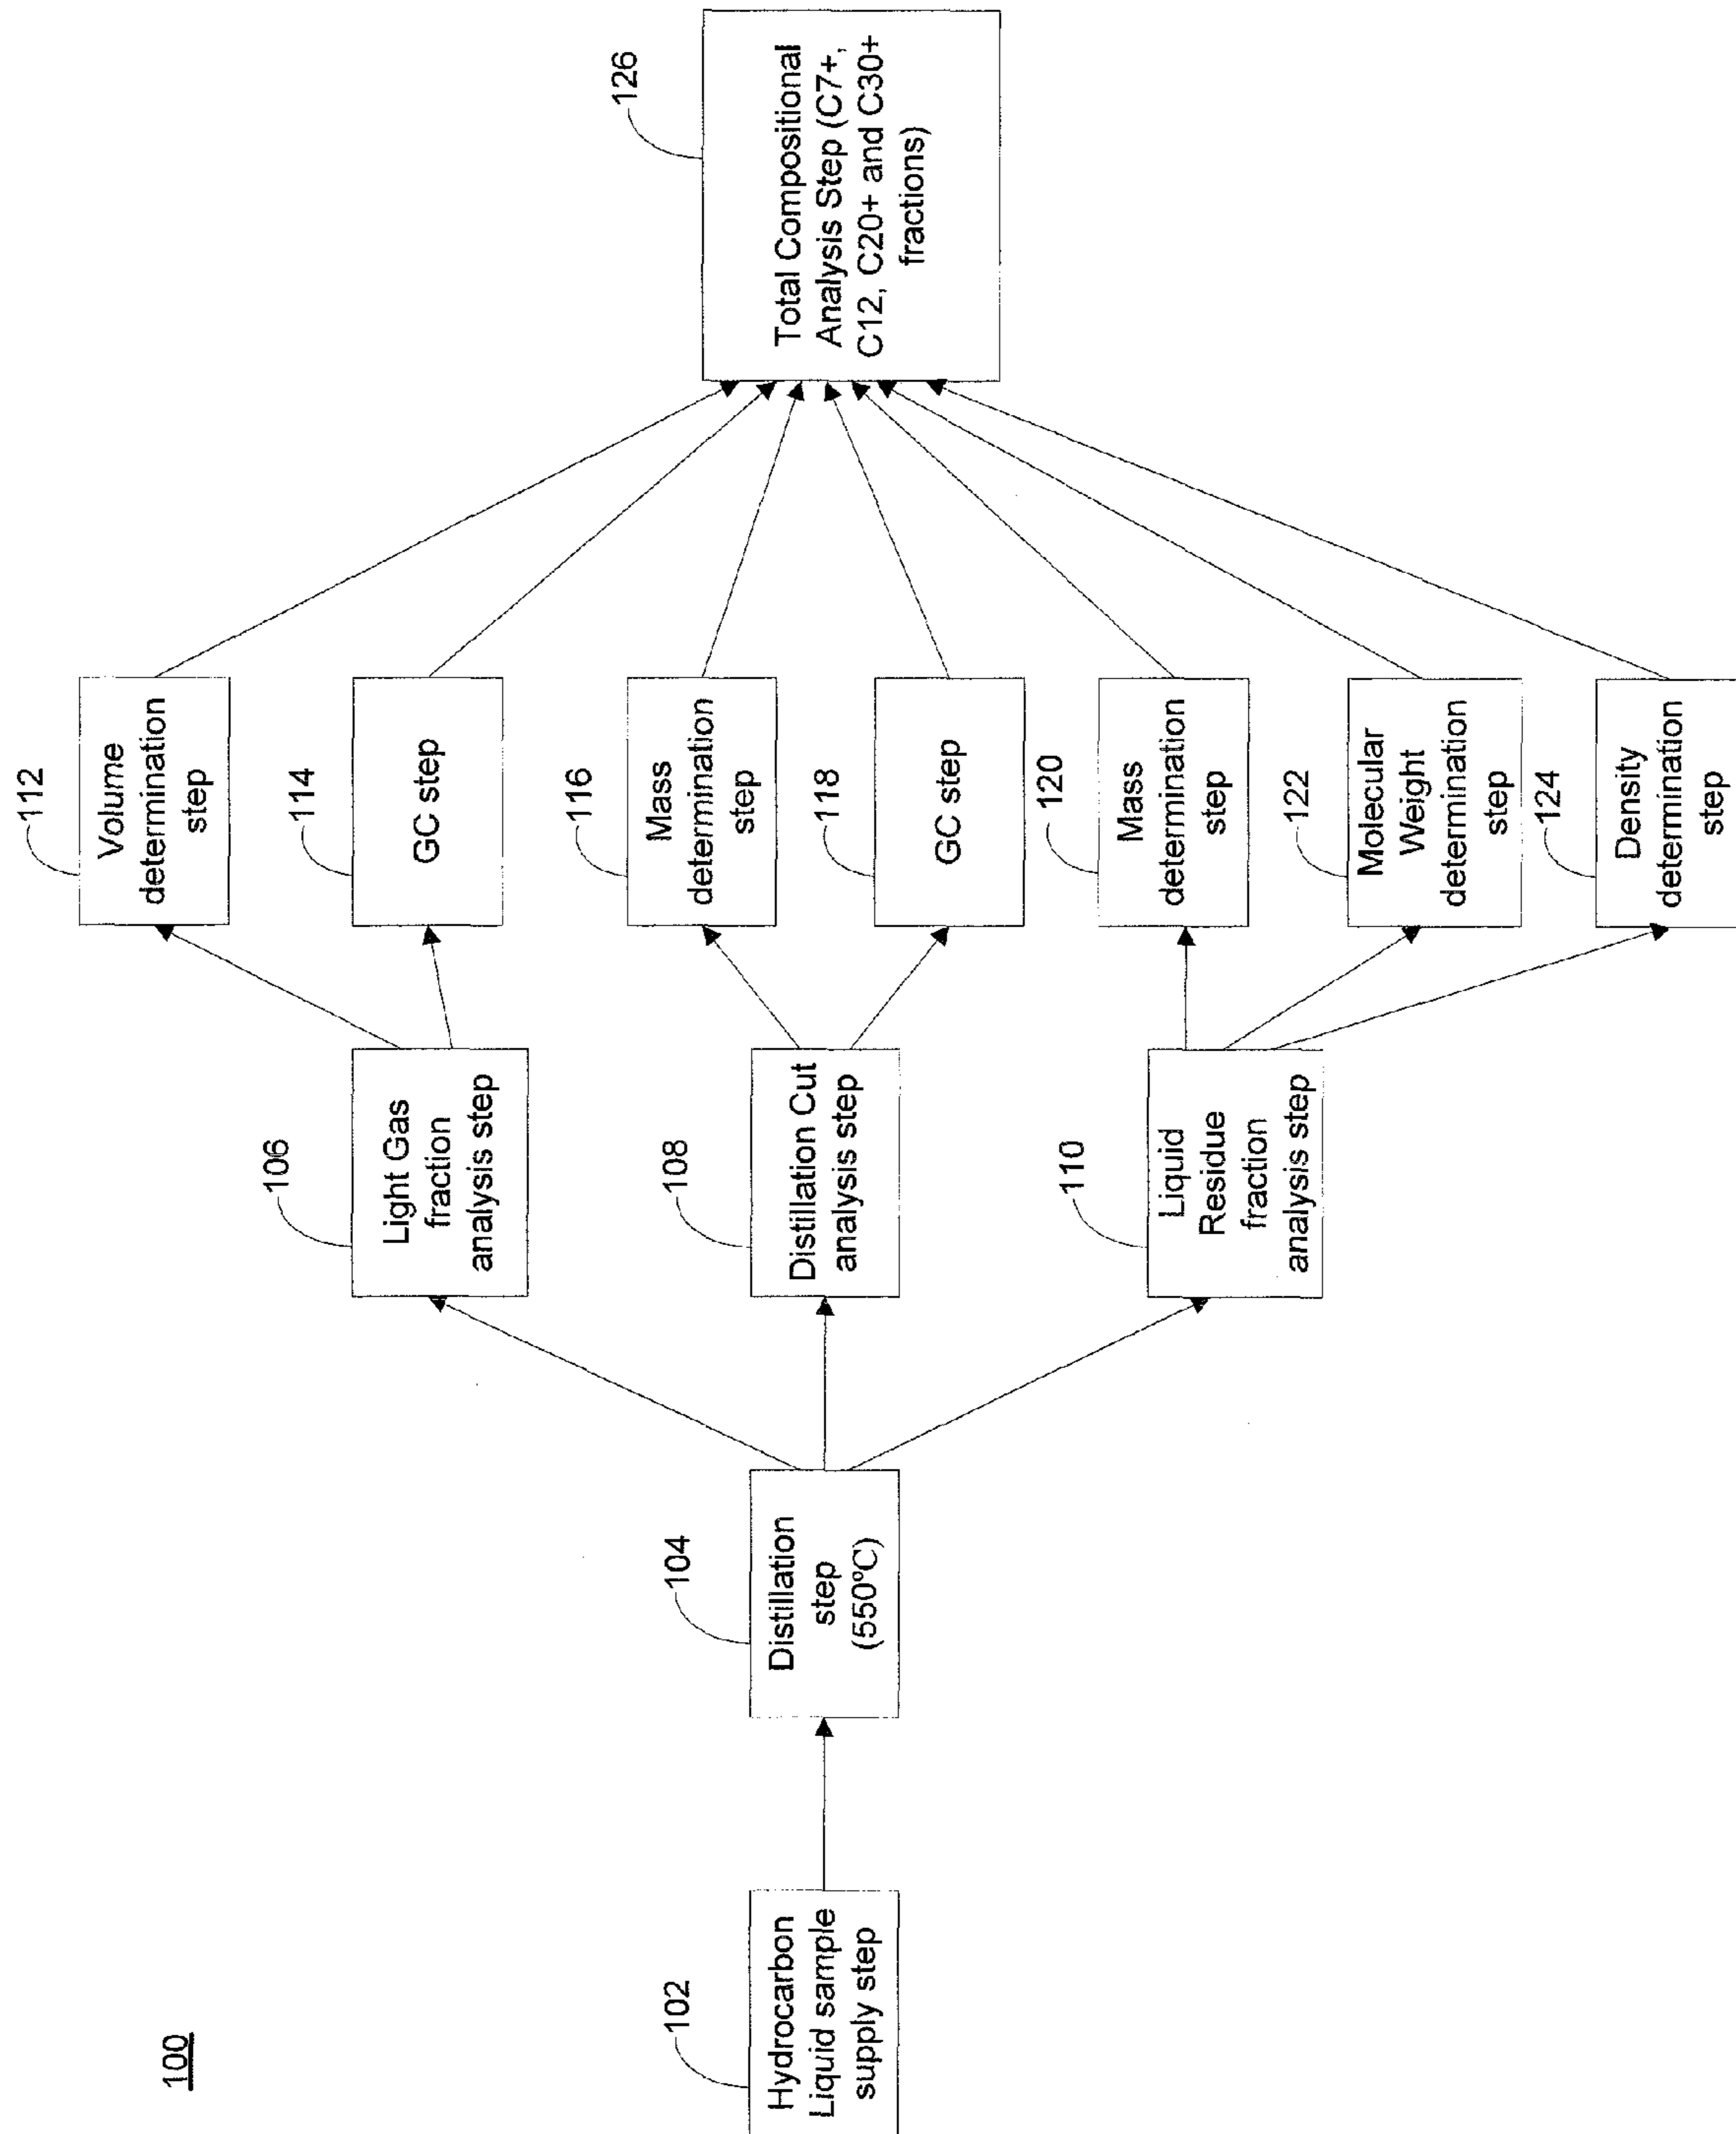 100
102
Hydrocarbon
Liquid sample
supply step
104
Distillation
step
(550°C)
106
Light Gas
fraction
analysis step
108
Distillation Cut
analysis step
110
Liquid
Residue
fraction
analysis step
112
Volume
determination
step
114
GC step
116
Mass
determination
step
118
GC step
120
Mass
determination
step
122
Molecular
Weight
determination
step
124
Density
determination
step
126
Total Compositional
Analysis Step (C7+,
C12, C20+ and C30+
fractions)